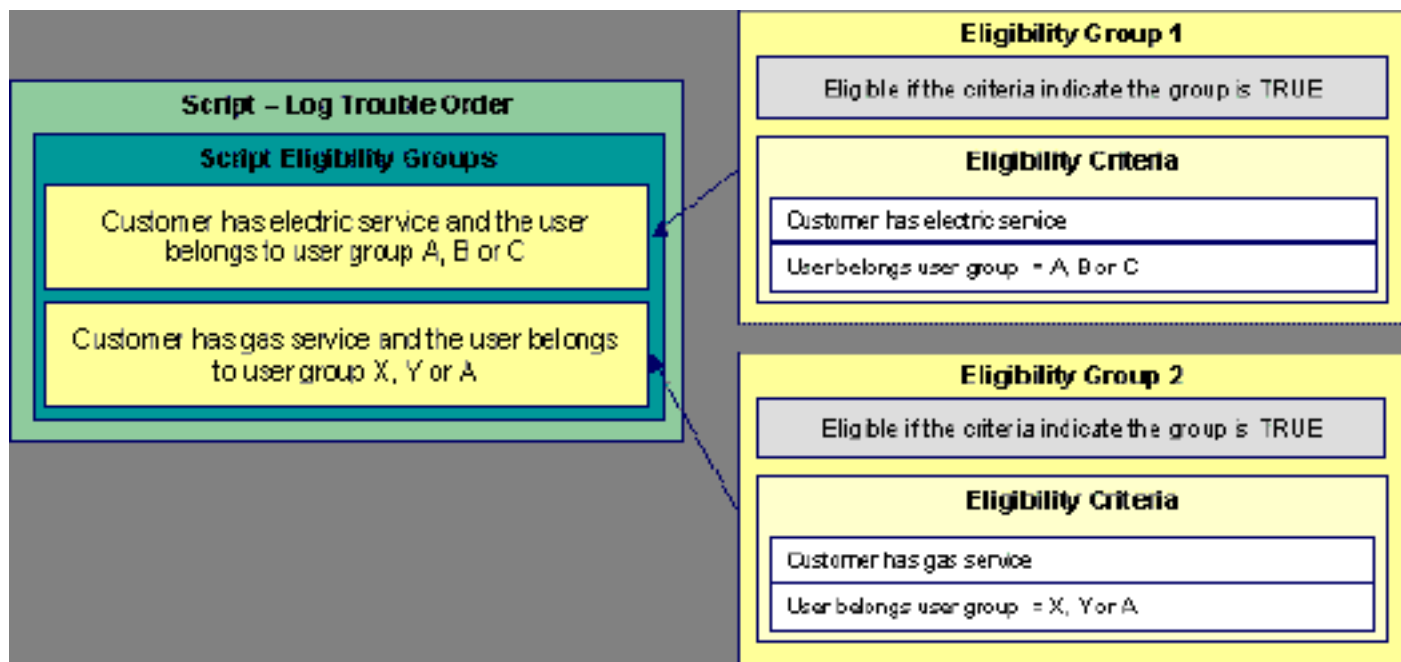 Script – Log Trouble Order
Script Eligibility Groups
Customer has electric service and the user
belongs to user group A, B or C
Customer has gas service and the user belongs
to user group X, Y or A
Eligibility Group 1
Eligible if the criteria indicate the group is TRUE
Eligibility Criteria
Customer has electric service
User belongs user group = A, B or C
Eligibility Group 2
Eligible if the criteria indicate the group is TRUE
Eligibility Criteria
Customer has gas service
User belongs user group = X, Y or A